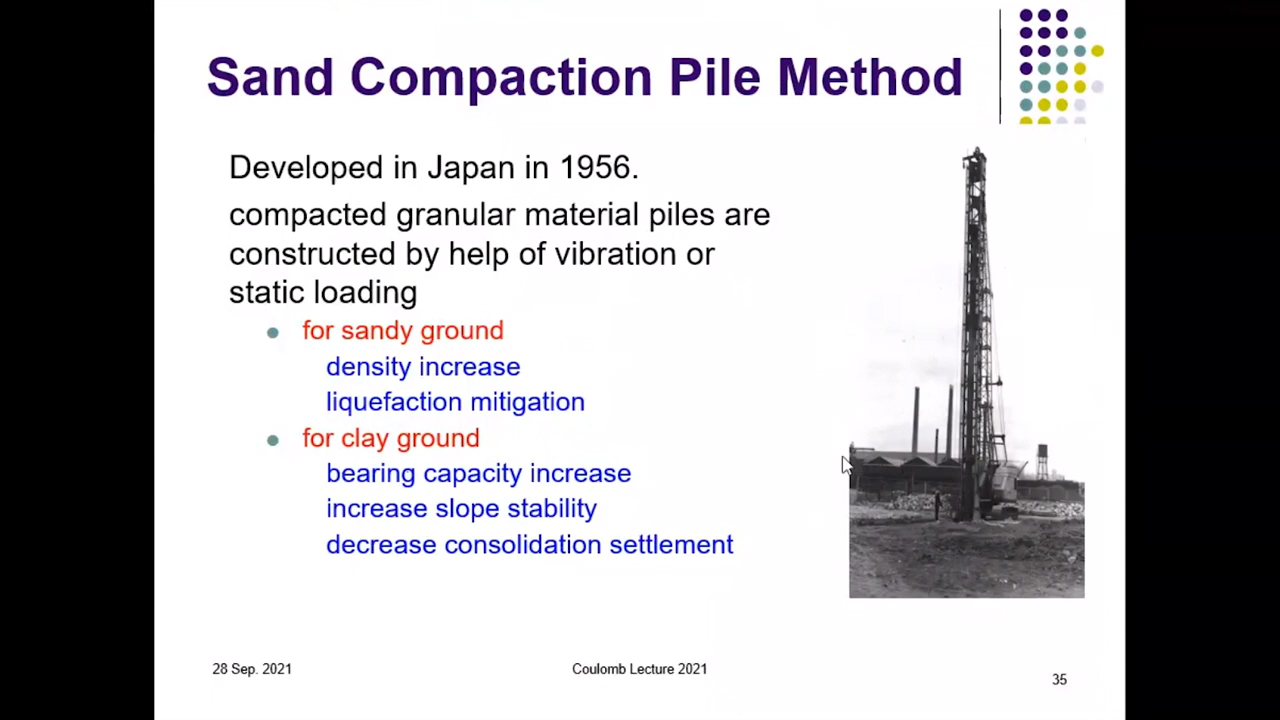 Sand Compaction Pile Method
Developed in Japan in 1956.
compacted granular material piles are
constructed by help of vibration or
static loading
for sandy ground
density increase
liquefaction mitigation
for clay ground
bearing capacity increase
increase slope stability
decrease consolidation settlement
28 Sep. 2021
Coulomb Lecture 2021
35